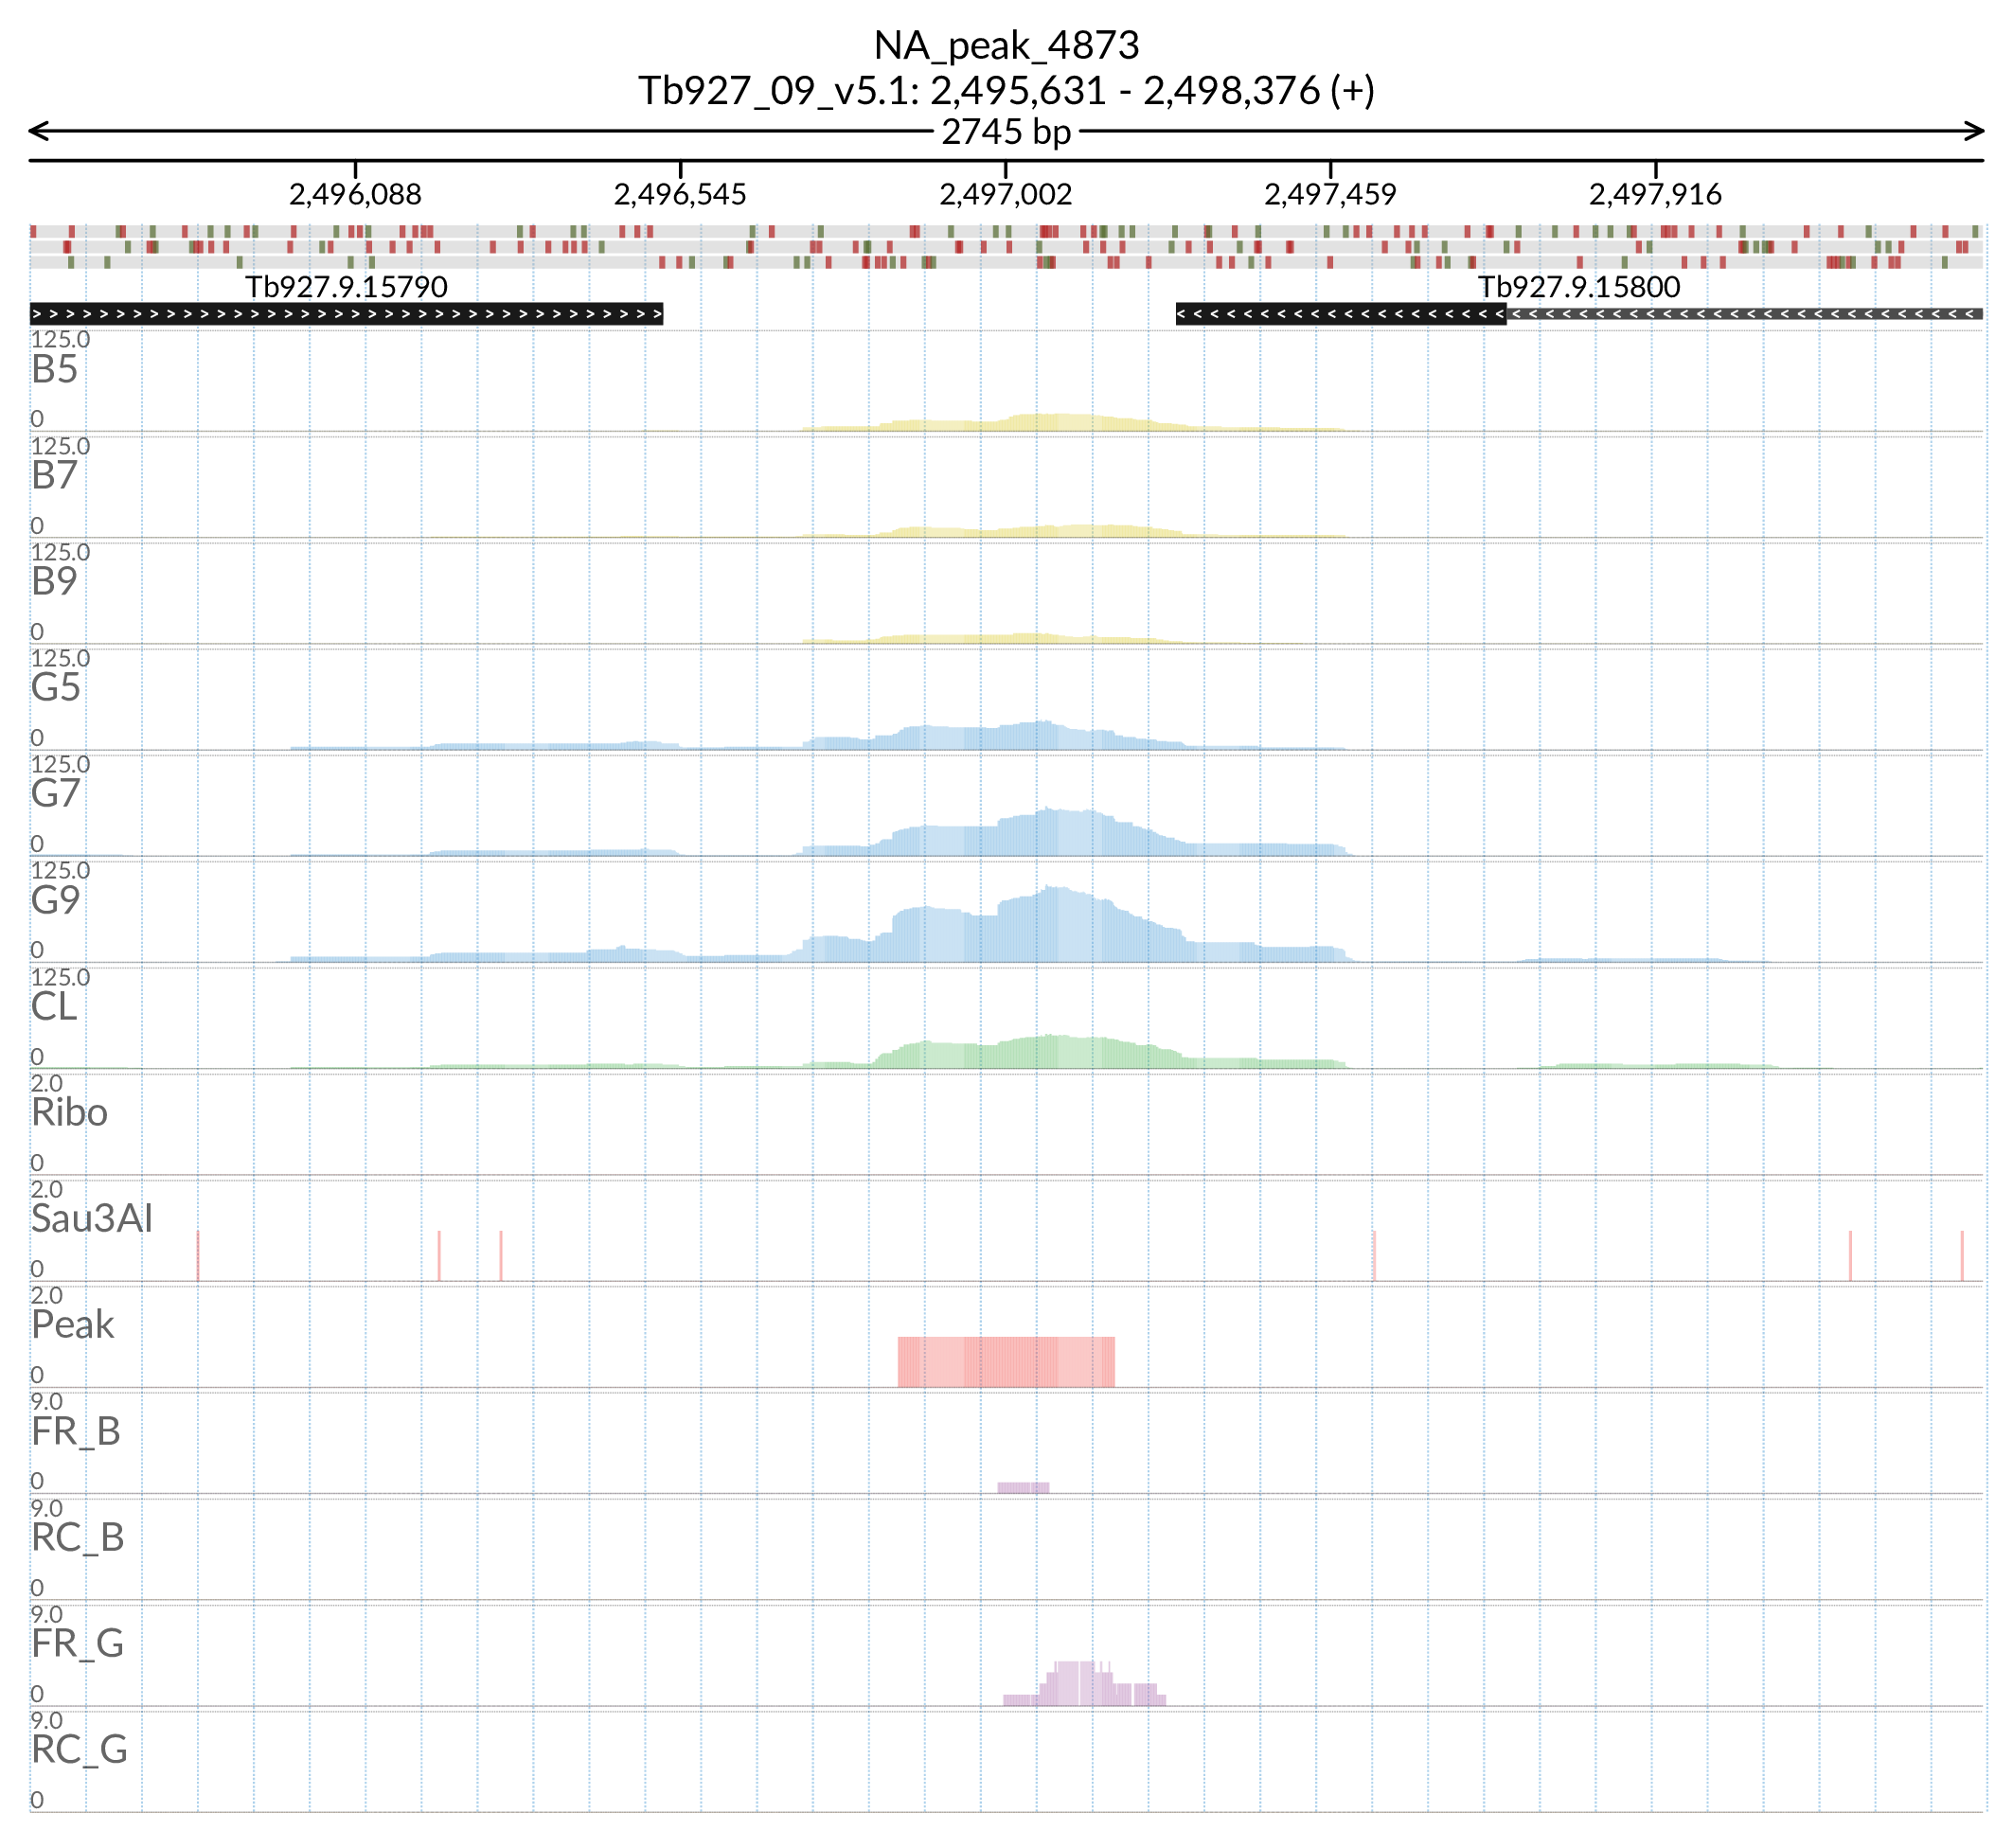 NA_peak_4873
Tb927_09_v5.1: 2,495,631 - 2,498,376 (+)
2745 bp
2,496,088 2,496,545 2,497,002 2,497,459 2,497,916
Tb927.9.15790 Tb927.9.15800
125.0
B5
0
125.0
B7
0
125.0
B9
0
125.0
G5
0
125.0
G7
0
125.0
G9
0
125.0
CL
0
2.0
Ribo
0
2.0
Sau3AI
0
2.0
Peak
0
9.0
FR_B
0
9.0
RC_B
0
9.0
FR_G
0
9.0
RC_G
0